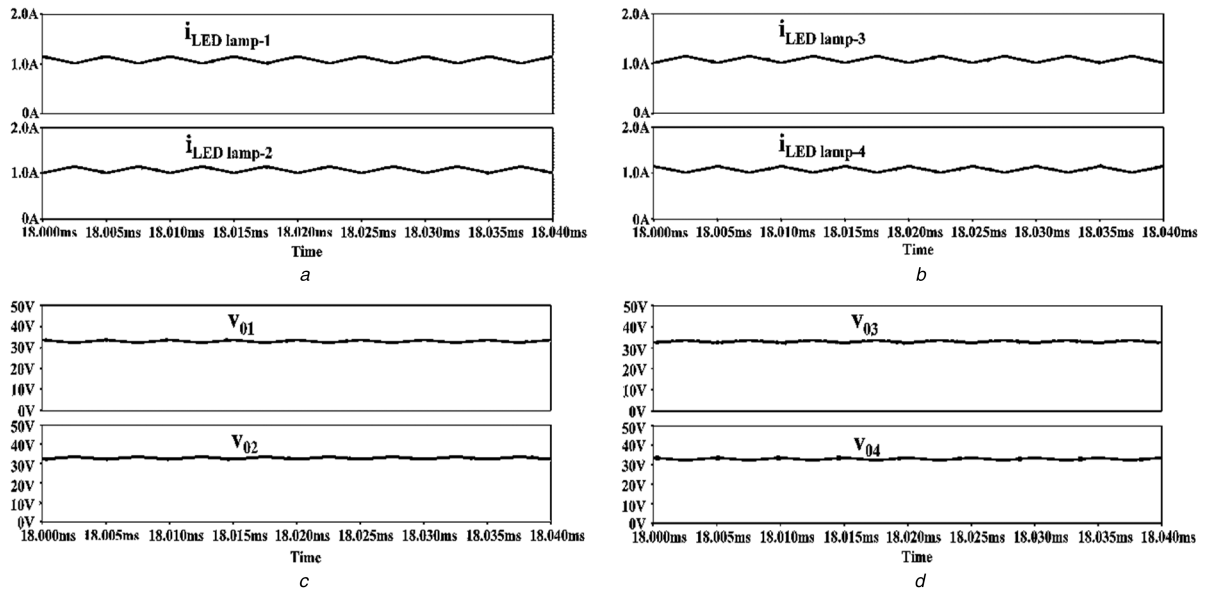 2.0A
i LED lamp-1
1.0A
0A
2.0A
i LED lamp-2
1.0A
0A
18.000ms 18.005ms 18.010ms 18.015ms 18.020ms 18.025ms 18.030ms 18.035ms 18.040ms
Time
a
2.0A
i LED lamp-3
1.0A
0A
2.0A
i LED lamp-4
1.0A
0A
18.000ms 18.005ms 18.010ms 18.015ms 18.020ms 18.025ms 18.030ms 18.035ms 18.040ms
Time
b
50V
v01
40V
30V
20V
10V
0V
50V
v02
40V
30V
20V
10V
0V
18.000ms 18.005ms 18.010ms 18.015ms 18.020ms 18.025ms 18.030ms 18.035ms 18.040ms
Time
c
50V
v03
40V
30V
20V
10V
0V
50V
v04
40V
30V
20V
10V
0V
18.000ms 18.005ms 18.010ms 18.015ms 18.020ms 18.025ms 18.030ms 18.035ms 18.040ms
Time
d